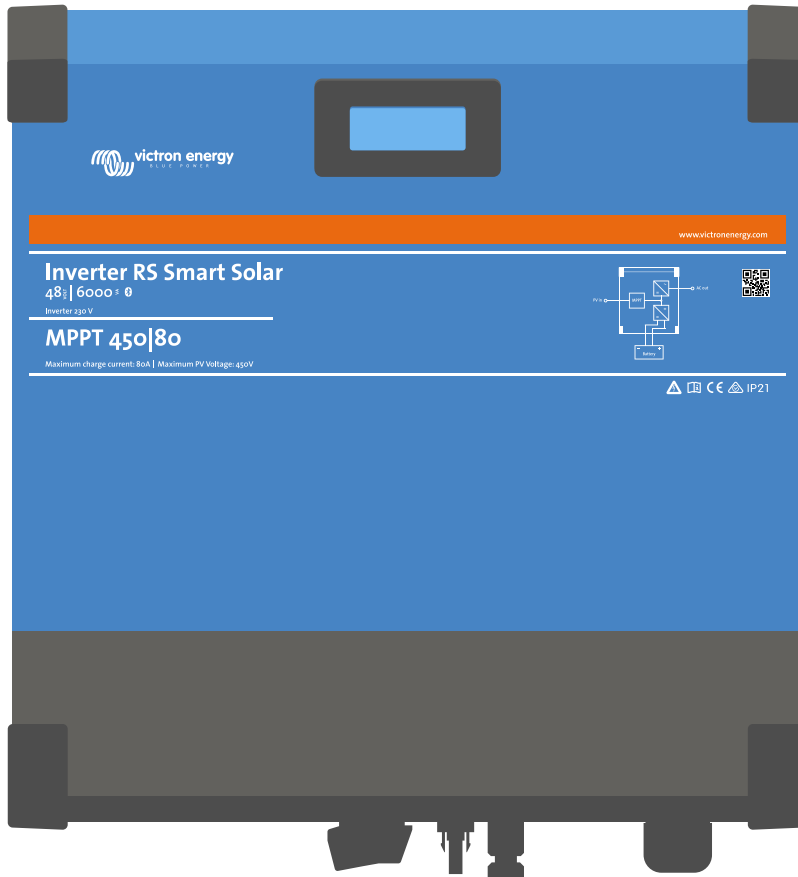 victron energy
BLUE POWER
www.victronenergy.com
Inverter RS Smart Solar
48 | 6000
Inverter 230 V
MPPT 450|80
Maximum charge current: 80A | Maximum PV Voltage: 450V
PV in
MPPT
AC out
Battery
CE IP21